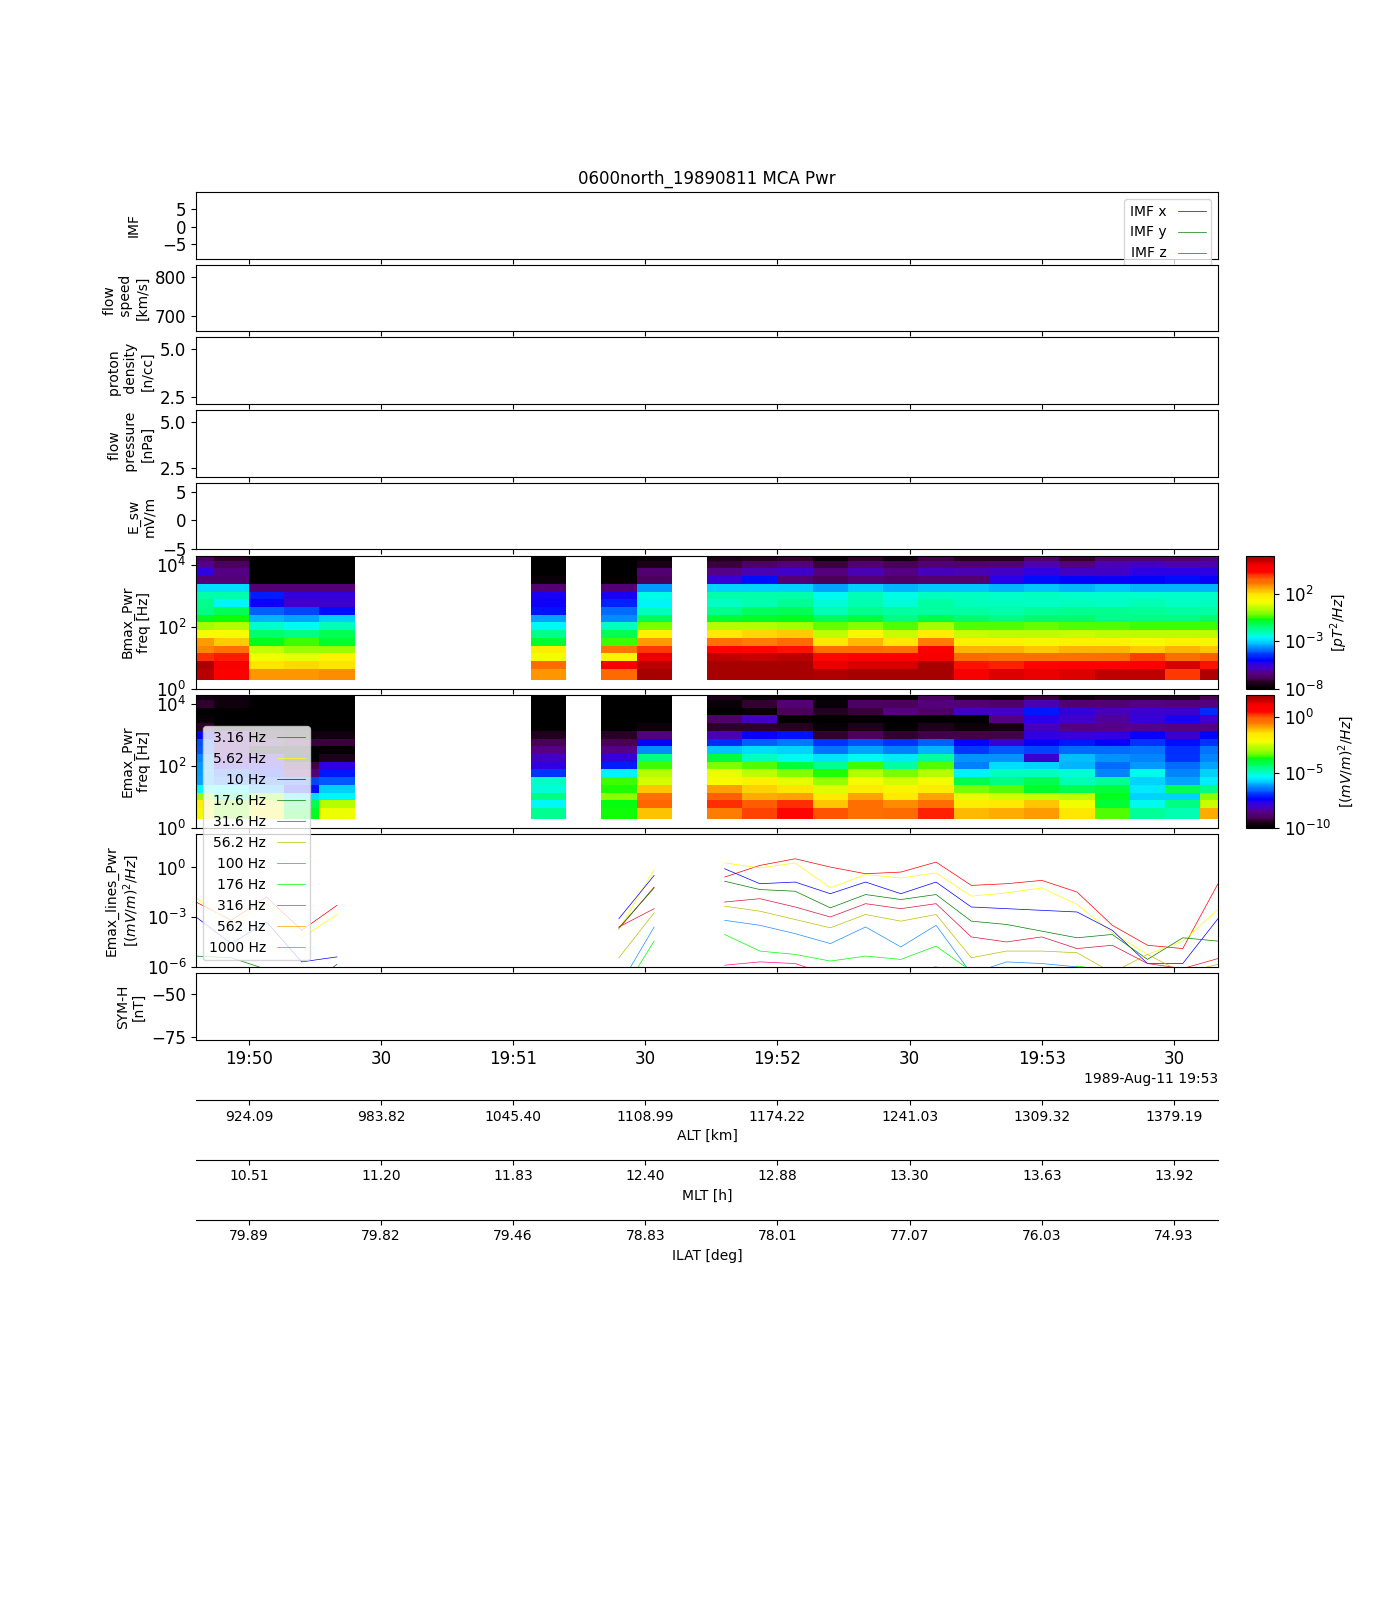 0600north_19890811 MCA Pwr
IMF
5
0
−5
IMF x
IMF y
IMF z
flow
speed
[km/s]
800
700
proton
density
[n/cc]
5.0
2.5
flow
pressure
[nPa]
5.0
2.5
E_sw
mV/m
5
0
−5
Bmax_Pwr
freq [Hz]
10^4
10^2
10^0
10^2
10^−3
10^−8
[pT^2/Hz]
Emax_Pwr
freq [Hz]
10^4
10^2
10^0
10^0
10^−5
10^−10
[(mV/m)^2/Hz]
3.16 Hz
5.62 Hz
10 Hz
17.6 Hz
31.6 Hz
56.2 Hz
100 Hz
176 Hz
316 Hz
562 Hz
1000 Hz
Emax_lines_Pwr
[(mV/m)^2/Hz]
10^0
10^−3
10^−6
SYM-H
[nT]
−50
−75
19:50 30 19:51 30 19:52 30 19:53 30
1989-Aug-11 19:53
924.09 983.82 1045.40 1108.99 1174.22 1241.03 1309.32 1379.19
ALT [km]
10.51 11.20 11.83 12.40 12.88 13.30 13.63 13.92
MLT [h]
79.89 79.82 79.46 78.83 78.01 77.07 76.03 74.93
ILAT [deg]